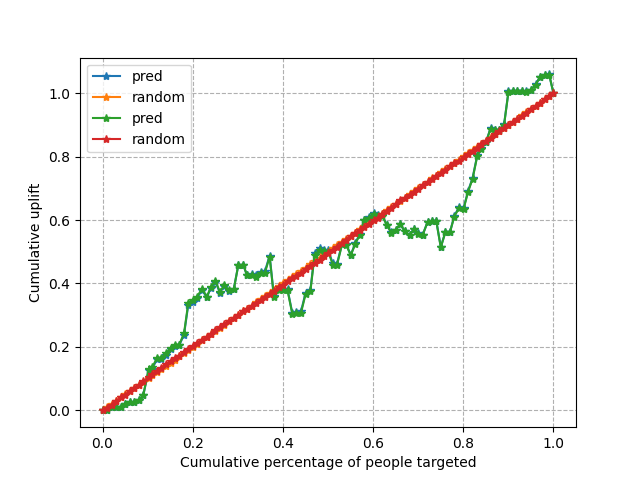 pred
random
pred
random
1.0
0.8
0.6
0.4
0.2
0.0
Cumulative uplift
0.0 0.2 0.4 0.6 0.8 1.0
Cumulative percentage of people targeted